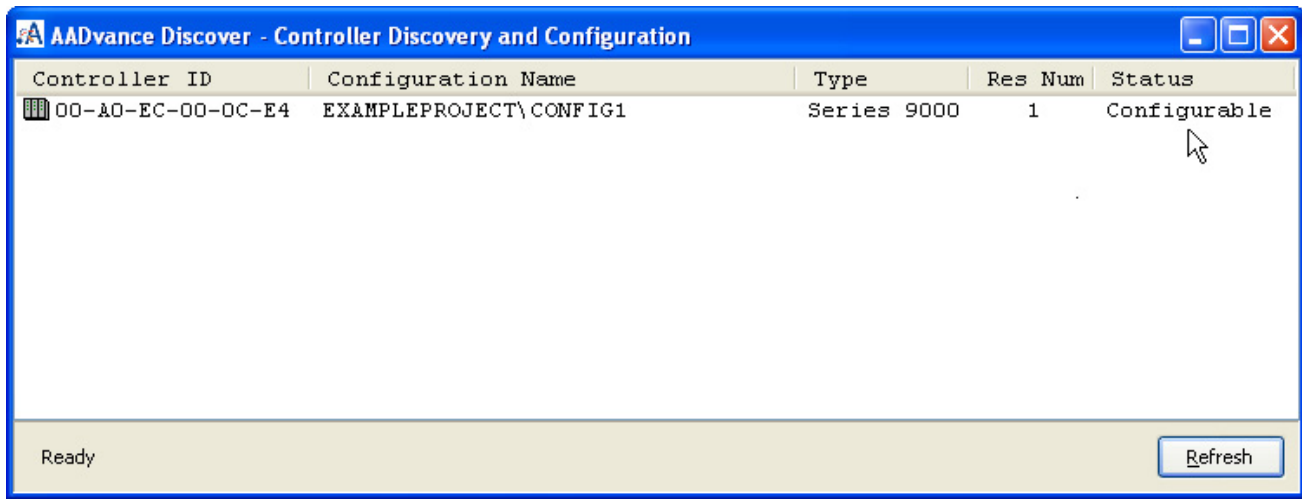 AADvance Discover - Controller Discovery and Configuration
Controller ID Configuration Name Type Res Num Status
00-A0-EC-00-0C-E4 EXAMPLEPROJECT\CONFIG1 Series 9000 1 Configurable
Ready Refresh